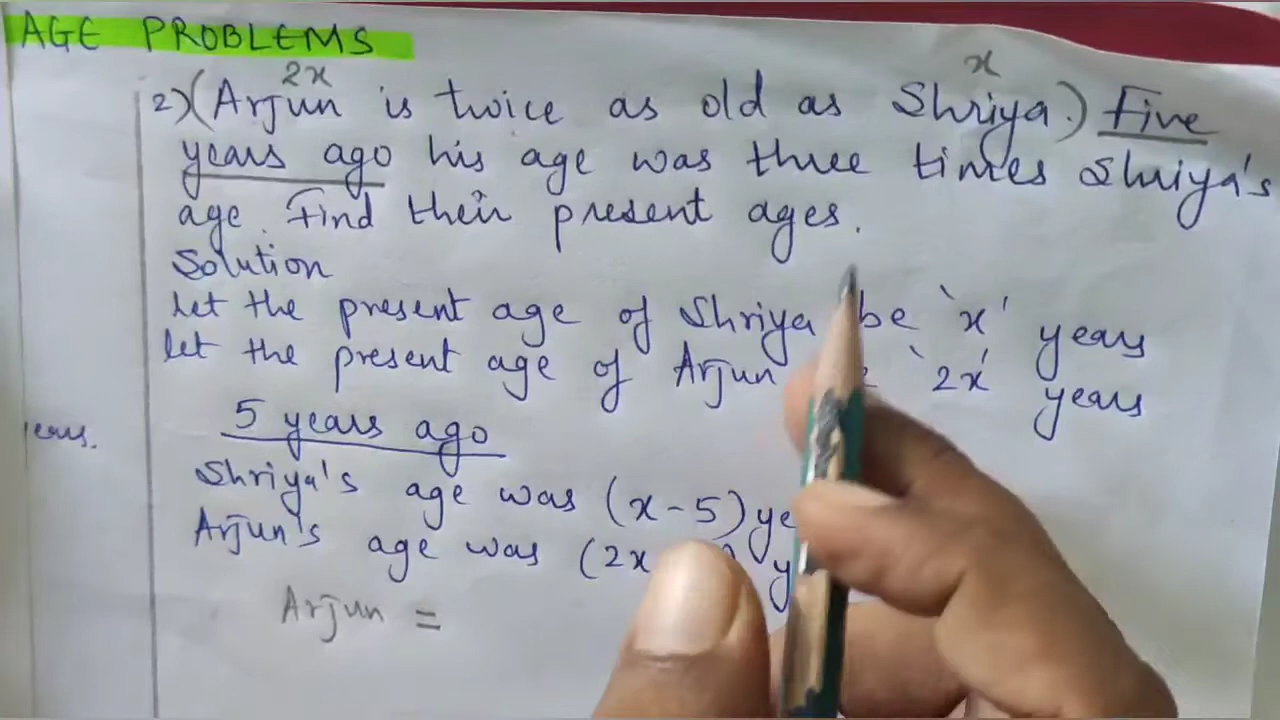 AGE PROBLEMS
2x x
2) (Arjun is twice as old as Shriya.) Five
years ago his age was three times Shriya's
age. Find their present ages.
Solution
let the present age of Shriya be 'x' years
let the present age of Arjun '2x' years
5 years ago
Shriya's age was (x-5) ye
Arjun's age was (2x y
Arjun =